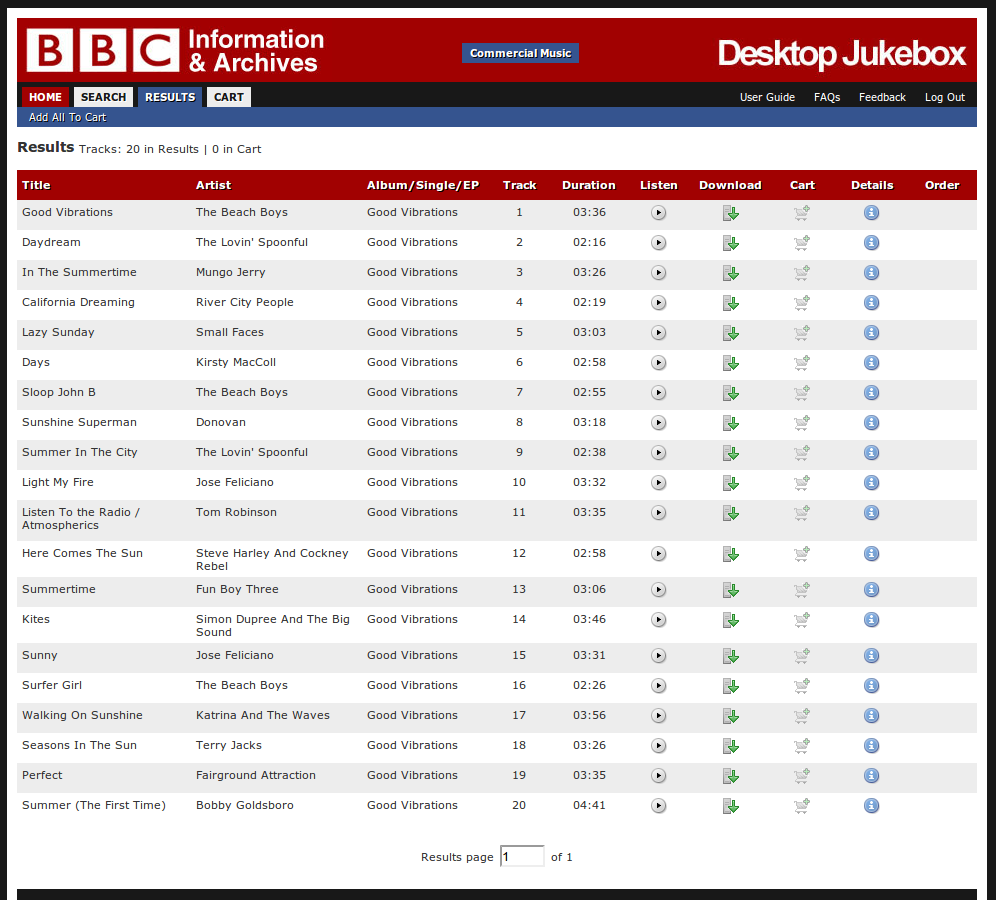 BBC Information & Archives Commercial Music Desktop Jukebox
HOME SEARCH RESULTS CART User Guide FAQs Feedback Log Out
Add All To Cart
Results Tracks: 20 in Results | 0 in Cart
Title Artist Album/Single/EP Track Duration Listen Download Cart Details Order
Good Vibrations The Beach Boys Good Vibrations 1 03:36
Daydream The Lovin' Spoonful Good Vibrations 2 02:16
In The Summertime Mungo Jerry Good Vibrations 3 03:26
California Dreaming River City People Good Vibrations 4 02:19
Lazy Sunday Small Faces Good Vibrations 5 03:03
Days Kirsty MacColl Good Vibrations 6 02:58
Sloop John B The Beach Boys Good Vibrations 7 02:55
Sunshine Superman Donovan Good Vibrations 8 03:18
Summer In The City The Lovin' Spoonful Good Vibrations 9 02:38
Light My Fire Jose Feliciano Good Vibrations 10 03:32
Listen To the Radio / Tom Robinson Good Vibrations 11 03:35
Atmospherics
Here Comes The Sun Steve Harley And Cockney Good Vibrations 12 02:58
Rebel
Summertime Fun Boy Three Good Vibrations 13 03:06
Kites Simon Dupree And The Big Good Vibrations 14 03:46
Sound
Sunny Jose Feliciano Good Vibrations 15 03:31
Surfer Girl The Beach Boys Good Vibrations 16 02:26
Walking On Sunshine Katrina And The Waves Good Vibrations 17 03:56
Seasons In The Sun Terry Jacks Good Vibrations 18 03:26
Perfect Fairground Attraction Good Vibrations 19 03:35
Summer (The First Time) Bobby Goldsboro Good Vibrations 20 04:41
Results page 1 of 1